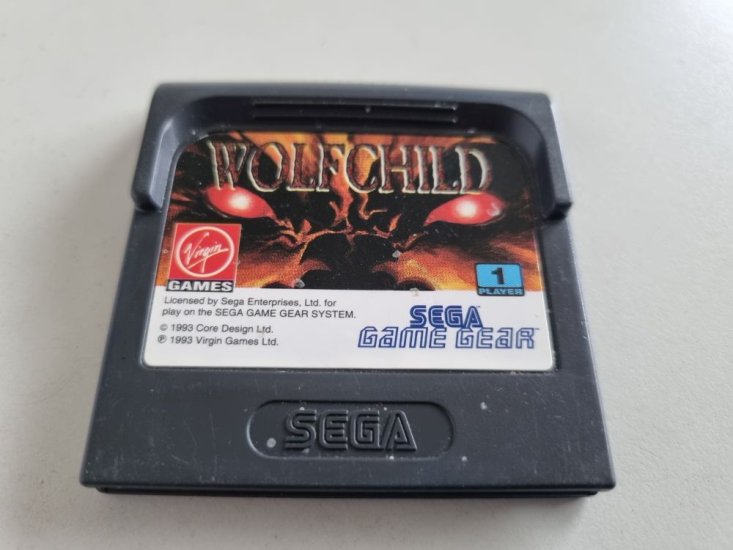 WOLFCHILD
Virgin
GAMES
1
PLAYER
Licensed by Sega Enterprises, Ltd. for
play on the SEGA GAME GEAR SYSTEM.
© 1993 Core Design Ltd.
℗ 1993 Virgin Games Ltd.
SEGA
GAME GEAR™
SEGA